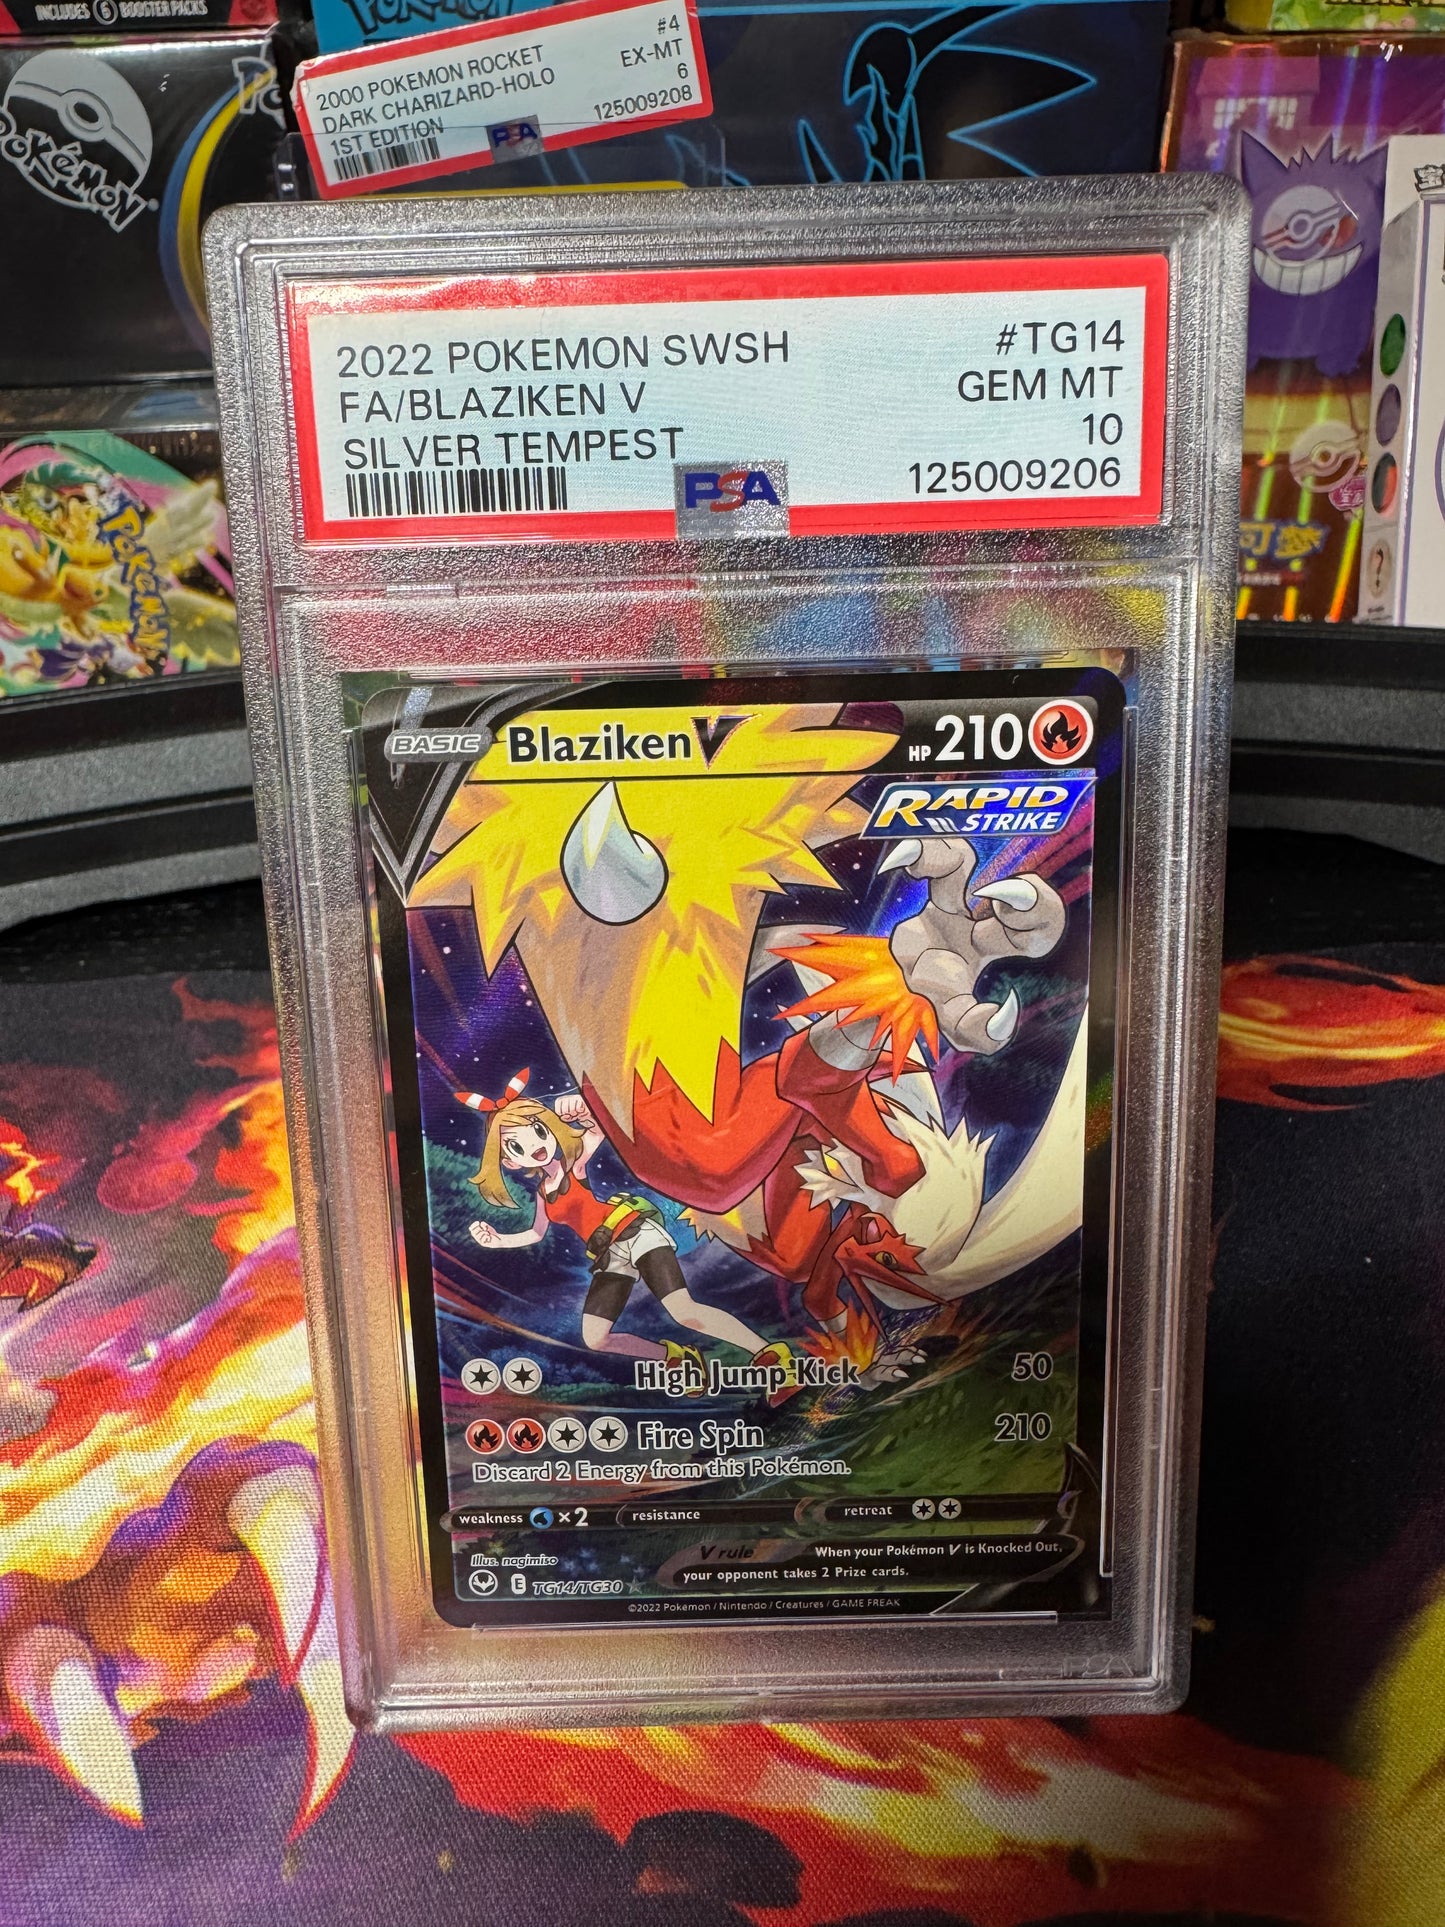 INCLUDES 6 BOOSTER PACKS
POKÉMON
2000 POKEMON ROCKET #4
DARK CHARIZARD-HOLO EX-MT
1ST EDITION 6
PSA 125009208
2022 POKEMON SWSH #TG14
FA/BLAZIKEN V GEM MT
SILVER TEMPEST 10
PSA 125009206
Pokémon
BASIC Blaziken V HP 210
RAPID
STRIKE
High Jump Kick 50
Fire Spin 210
Discard 2 Energy from this Pokémon.
weakness ×2 resistance retreat
V rule When your Pokémon V is Knocked Out,
your opponent takes 2 Prize cards.
Illus. nagimiso
E TG14/TG30
©2022 Pokémon / Nintendo / Creatures / GAME FREAK